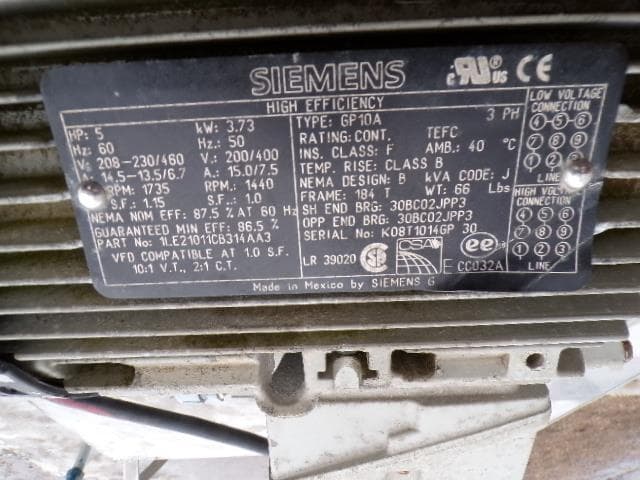 SIEMENS
c RU ® US CE
HIGH EFFICIENCY
HP: 5 kW: 3.73 TYPE: GP10A 3 PH
Hz: 60 Hz: 50 RATING: CONT. TEFC
V: 208-230/460 V: 200/400 INS. CLASS: F AMB.: 40 °C
A: 14.5-13.5/6.7 A: 15.0/7.5 TEMP. RISE: CLASS B
RPM: 1735 RPM: 1440 NEMA DESIGN: B kVA CODE: J
S.F.: 1.15 S.F.: 1.0 FRAME: 184 T WT: 66 Lbs
NEMA NOM EFF: 87.5 % AT 60 Hz SH END BRG: 30BC02JPP3
GUARANTEED MIN EFF: 86.5 % OPP END BRG: 30BC02JPP3
PART No: 1LE21011CB314AA3 SERIAL No: K08T1014GP 30
VFD COMPATIBLE AT 1.0 S.F.
10:1 V.T., 2:1 C.T.
LR 39020 CSA ee E CC032A
Made in Mexico by SIEMENS G
LOW VOLTAGE
CONNECTION
4 5 6
7 8 9
1 2 3
LINE
HIGH VOLTAGE
CONNECTION
4 5 6
7 8 9
1 2 3
LINE